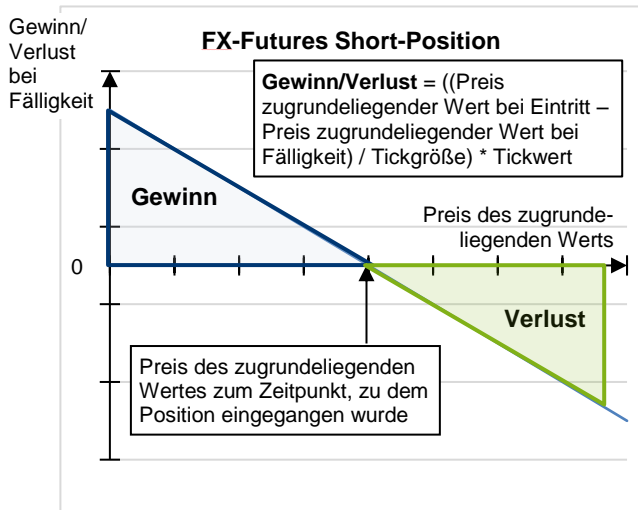 Gewinn/
Verlust
bei
Fälligkeit
FX-Futures Short-Position
Gewinn/Verlust = ((Preis
zugrundeliegender Wert bei Eintritt –
Preis zugrundeliegender Wert bei
Fälligkeit) / Tickgröße) * Tickwert
Gewinn
Preis des zugrunde-
liegenden Werts
0
Verlust
Preis des zugrundeliegenden
Wertes zum Zeitpunkt, zu dem
Position eingegangen wurde